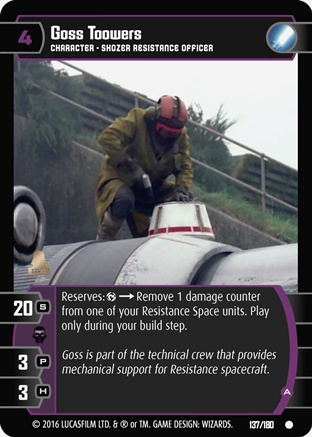 4
Goss Toowers
CHARACTER - SHOZER RESISTANCE OFFICER
20 S
3 P
3 H
Reserves: → Remove 1 damage counter
from one of your Resistance Space units. Play
only during your build step.
Goss is part of the technical crew that provides
mechanical support for Resistance spacecraft.
A
© 2016 LUCASFILM LTD. & ® or TM. GAME DESIGN: WIZARDS.
137/180